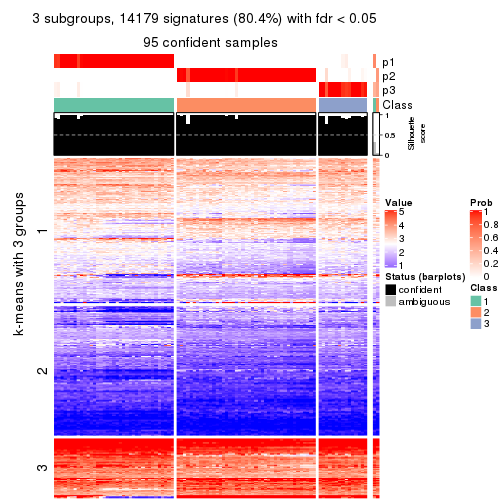 3 subgroups, 14179 signatures (80.4%) with fdr < 0.05
95 confident samples
p1
p2
p3
Class
1
0.5
0
Silhouette
score
k-means with 3 groups
1
2
3
Value
5
4
3
2
1
Status (barplots)
confident
ambiguous
Prob
1
0.8
0.6
0.4
0.2
0
Class
1
2
3